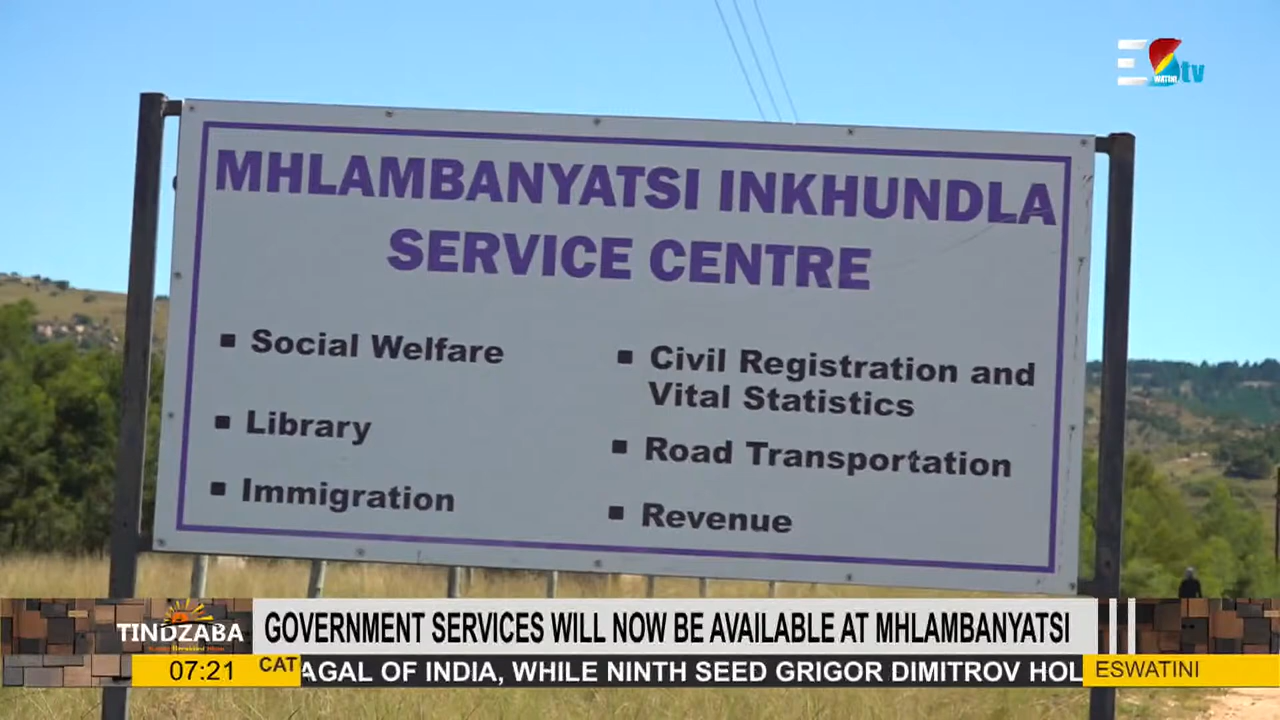 E WATINI tv
MHLAMBANYATSI INKHUNDLA
SERVICE CENTRE
▪ Social Welfare
▪ Library
▪ Immigration
▪ Civil Registration and
Vital Statistics
▪ Road Transportation
▪ Revenue
TINDZABA
GOVERNMENT SERVICES WILL NOW BE AVAILABLE AT MHLAMBANYATSI
07:21
CAT
AGAL OF INDIA, WHILE NINTH SEED GRIGOR DIMITROV HOL
ESWATINI